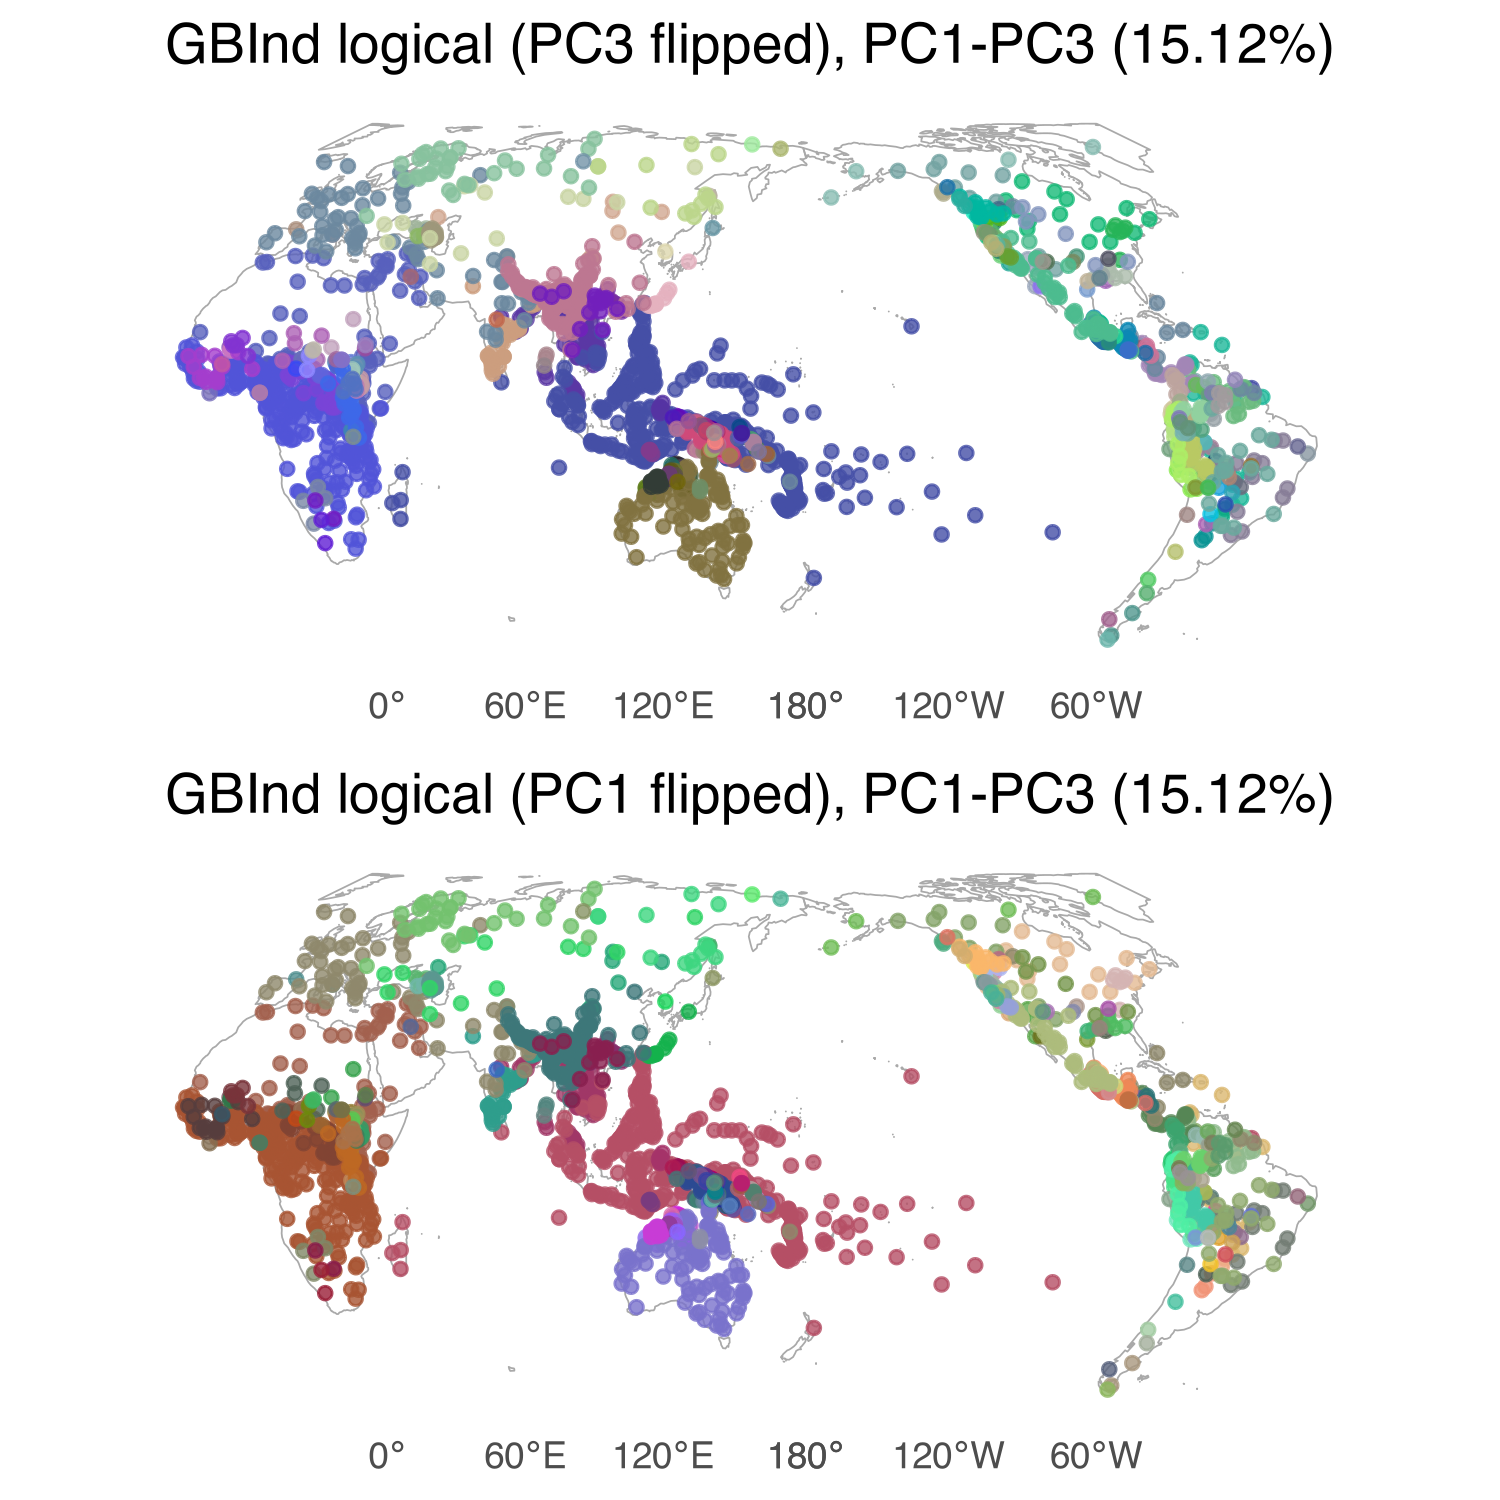 GBInd logical (PC3 flipped), PC1-PC3 (15.12%)
0° 60°E 120°E 180° 120°W 60°W
GBInd logical (PC1 flipped), PC1-PC3 (15.12%)
0° 60°E 120°E 180° 120°W 60°W